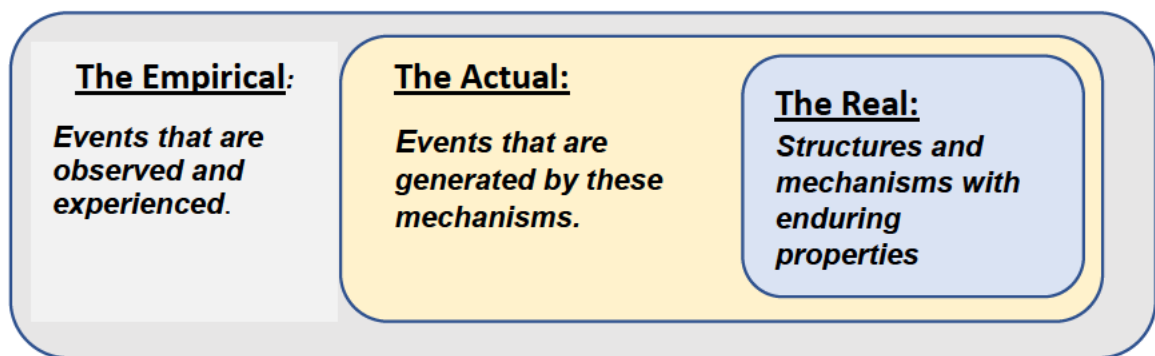 The Empirical:
Events that are
observed and
experienced.
The Actual:
Events that are
generated by these
mechanisms.
The Real:
Structures and
mechanisms with
enduring
properties